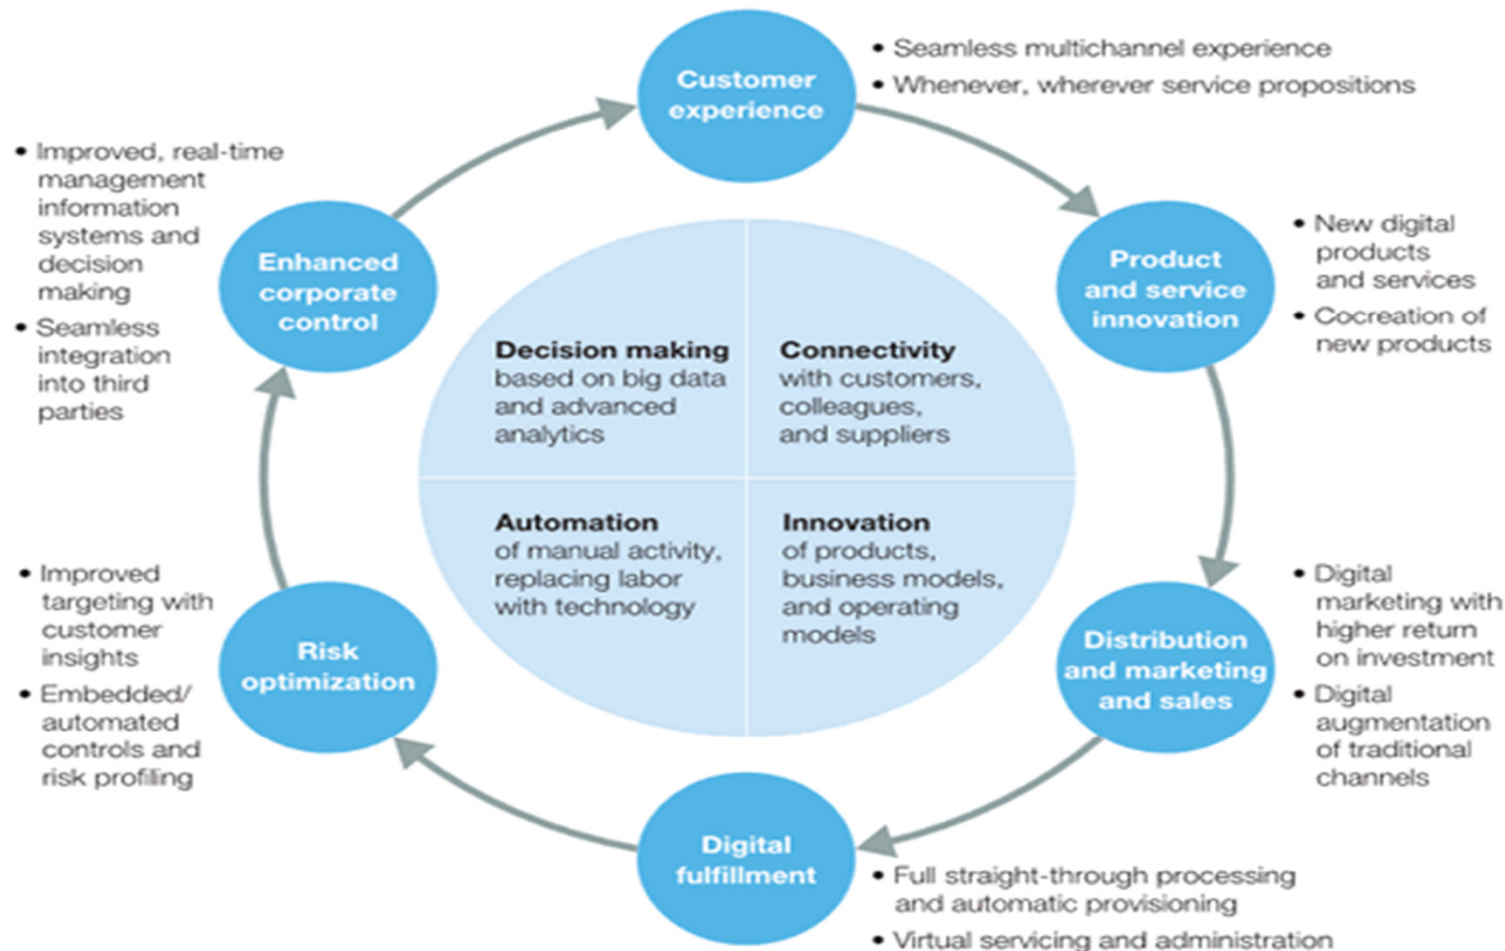 Customer
experience
• Seamless multichannel experience
• Whenever, wherever service propositions
Product
and service
innovation
• New digital
products
and services
• Cocreation of
new products
Distribution
and marketing
and sales
• Digital
marketing with
higher return
on investment
• Digital
augmentation
of traditional
channels
Digital
fulfillment
• Full straight-through processing
and automatic provisioning
• Virtual servicing and administration
Risk
optimization
• Improved
targeting with
customer
insights
• Embedded/
automated
controls and
risk profiling
Enhanced
corporate
control
• Improved, real-time
management
information
systems and
decision
making
• Seamless
integration
into third
parties
Decision making
based on big data
and advanced
analytics
Connectivity
with customers,
colleagues,
and suppliers
Automation
of manual activity,
replacing labor
with technology
Innovation
of products,
business models,
and operating
models